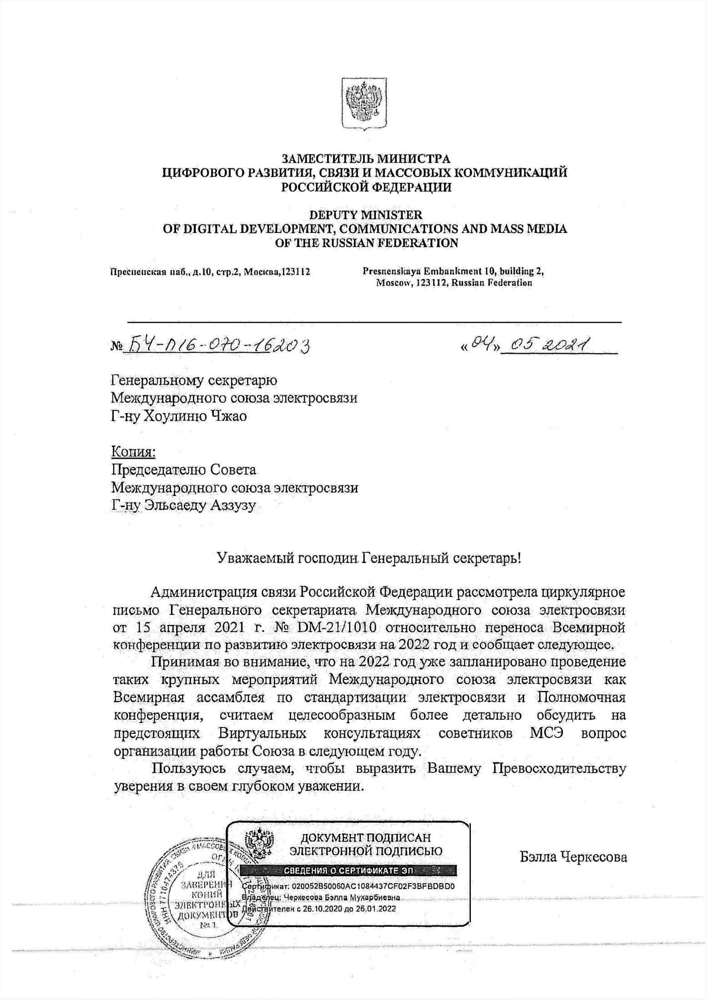 ЗАМЕСТИТЕЛЬ МИНИСТРА
ЦИФРОВОГО РАЗВИТИЯ, СВЯЗИ И МАССОВЫХ КОММУНИКАЦИЙ
РОССИЙСКОЙ ФЕДЕРАЦИИ
DEPUTY MINISTER
OF DIGITAL DEVELOPMENT, COMMUNICATIONS AND MASS MEDIA
OF THE RUSSIAN FEDERATION
Пресненская наб., д.10, стр.2, Москва,123112
Presnenskaya Embankment 10, building 2,
Moscow, 123112, Russian Federation
№ БЧ-П16-070-16203
«04» 05 2021
Генеральному секретарю
Международного союза электросвязи
Г-ну Хоулиню Чжао
Копия:
Председателю Совета
Международного союза электросвязи
Г-ну Эльсаеду Аззузу
Уважаемый господин Генеральный секретарь!
Администрация связи Российской Федерации рассмотрела циркулярное
письмо Генерального секретариата Международного союза электросвязи
от 15 апреля 2021 г. № DM-21/1010 относительно переноса Всемирной
конференции по развитию электросвязи на 2022 год и сообщает следующее.
Принимая во внимание, что на 2022 год уже запланировано проведение
таких крупных мероприятий Международного союза электросвязи как
Всемирная ассамблея по стандартизации электросвязи и Полномочная
конференция, считаем целесообразным более детально обсудить на
предстоящих Виртуальных консультациях советников МСЭ вопрос
организации работы Союза в следующем году.
Пользуюсь случаем, чтобы выразить Вашему Превосходительству
уверения в своем глубоком уважении.
ДОКУМЕНТ ПОДПИСАН
ЭЛЕКТРОННОЙ ПОДПИСЬЮ
СВЕДЕНИЯ О СЕРТИФИКАТЕ ЭП
Сертификат: 020052B50060AC1084437CF02F3BFBDBD0
Владелец: Черкесова Бэлла Мухарбиевна
Действителен с 26.10.2020 до 26.01.2022
Бэлла Черкесова
ДЛЯ
ЗАВЕРЕНИЯ
КОПИЙ
ЭЛЕКТРОННЫХ
ДОКУМЕНТОВ
№ 1